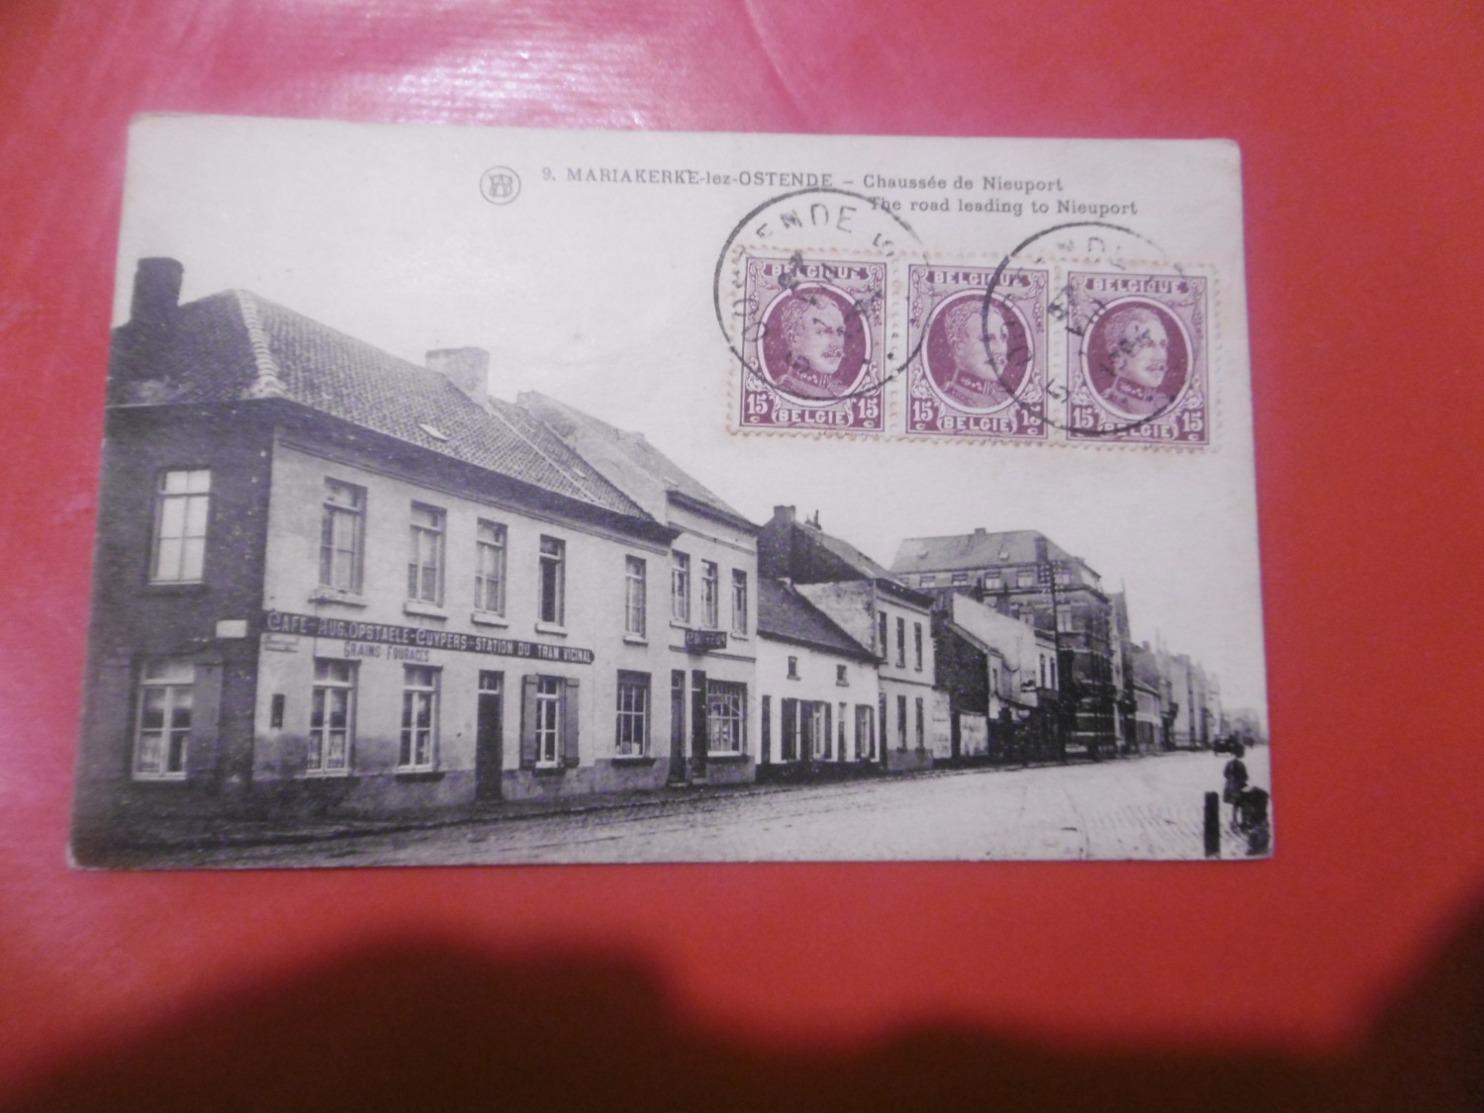 9. MARIAKERKE-lez-OSTENDE – Chaussée de Nieuport
The road leading to Nieuport
BELGIQUE
15 BELGIE 15
BELGIQUE
15 BELGIE 15
BELGIQUE
15 BELGIE 15
CAFE-AUG. OPSTAELE-CUYPERS-STATION DU TRAM VICINAL
GRAINS FOURAGES